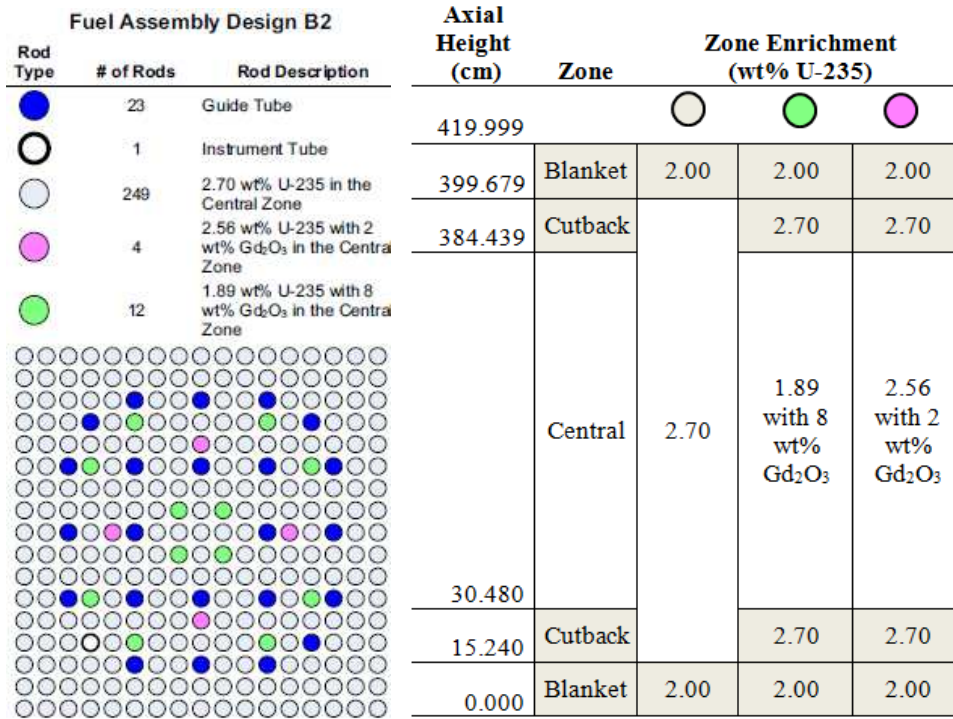 Fuel Assembly Design B2
Rod
Type
# of Rods
Rod Description
23
Guide Tube
1
Instrument Tube
249
2.70 wt% U-235 in the
Central Zone
4
2.56 wt% U-235 with 2
wt% Gd₂O₃ in the Centra
Zone
12
1.89 wt% U-235 with 8
wt% Gd₂O₃ in the Centra
Zone
Axial
Height
(cm)
Zone
Zone Enrichment
(wt% U-235)
419.999
399.679
Blanket
2.00
2.00
2.00
384.439
Cutback
2.70
2.70
30.480
Central
2.70
1.89
with 8
wt%
Gd₂O₃
2.56
with 2
wt%
Gd₂O₃
15.240
Cutback
2.70
2.70
0.000
Blanket
2.00
2.00
2.00